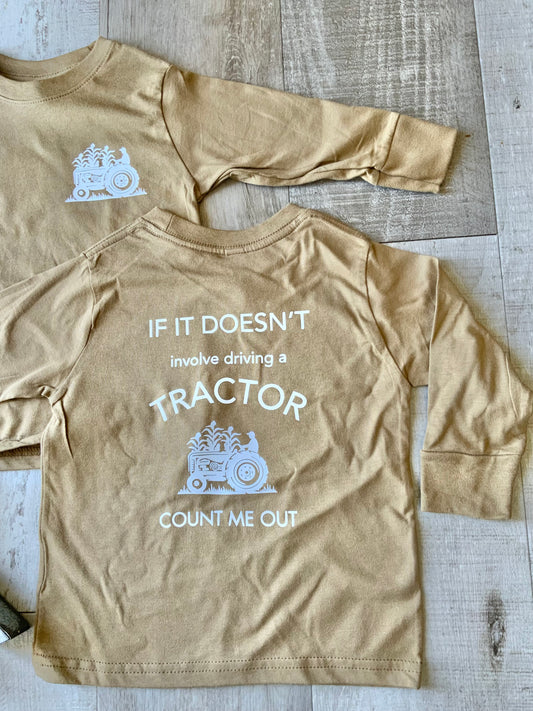 IF IT DOESN'T
involve driving a
TRACTOR
COUNT ME OUT